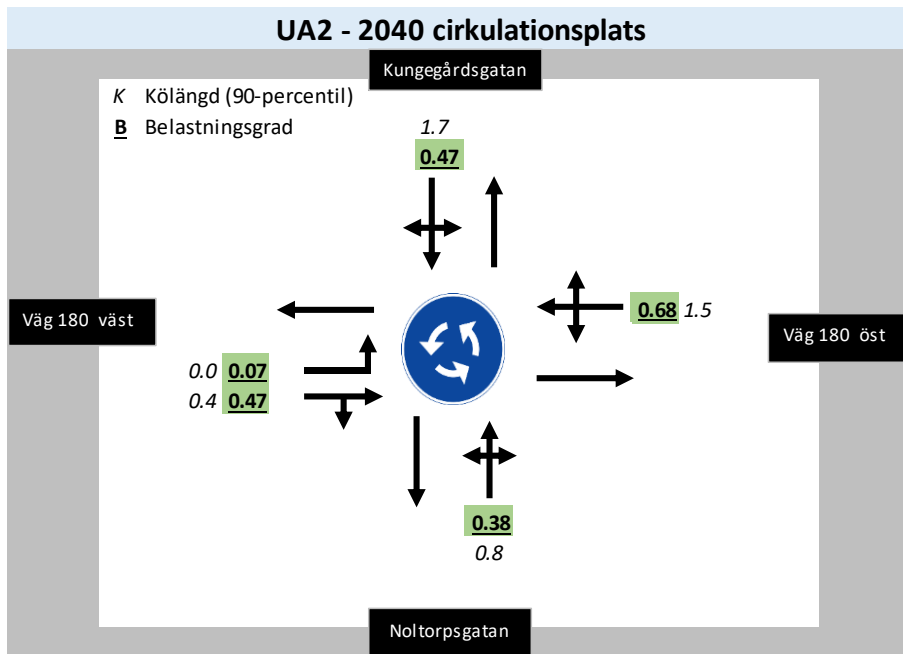 UA2 - 2040 cirkulationsplats
Kungegårdsgatan
K Kölängd (90-percentil)
B Belastningsgrad
1.7
0.47
Väg 180 väst
0.68 1.5
Väg 180 öst
0.0 0.07
0.4 0.47
0.38
0.8
Noltorpsgatan